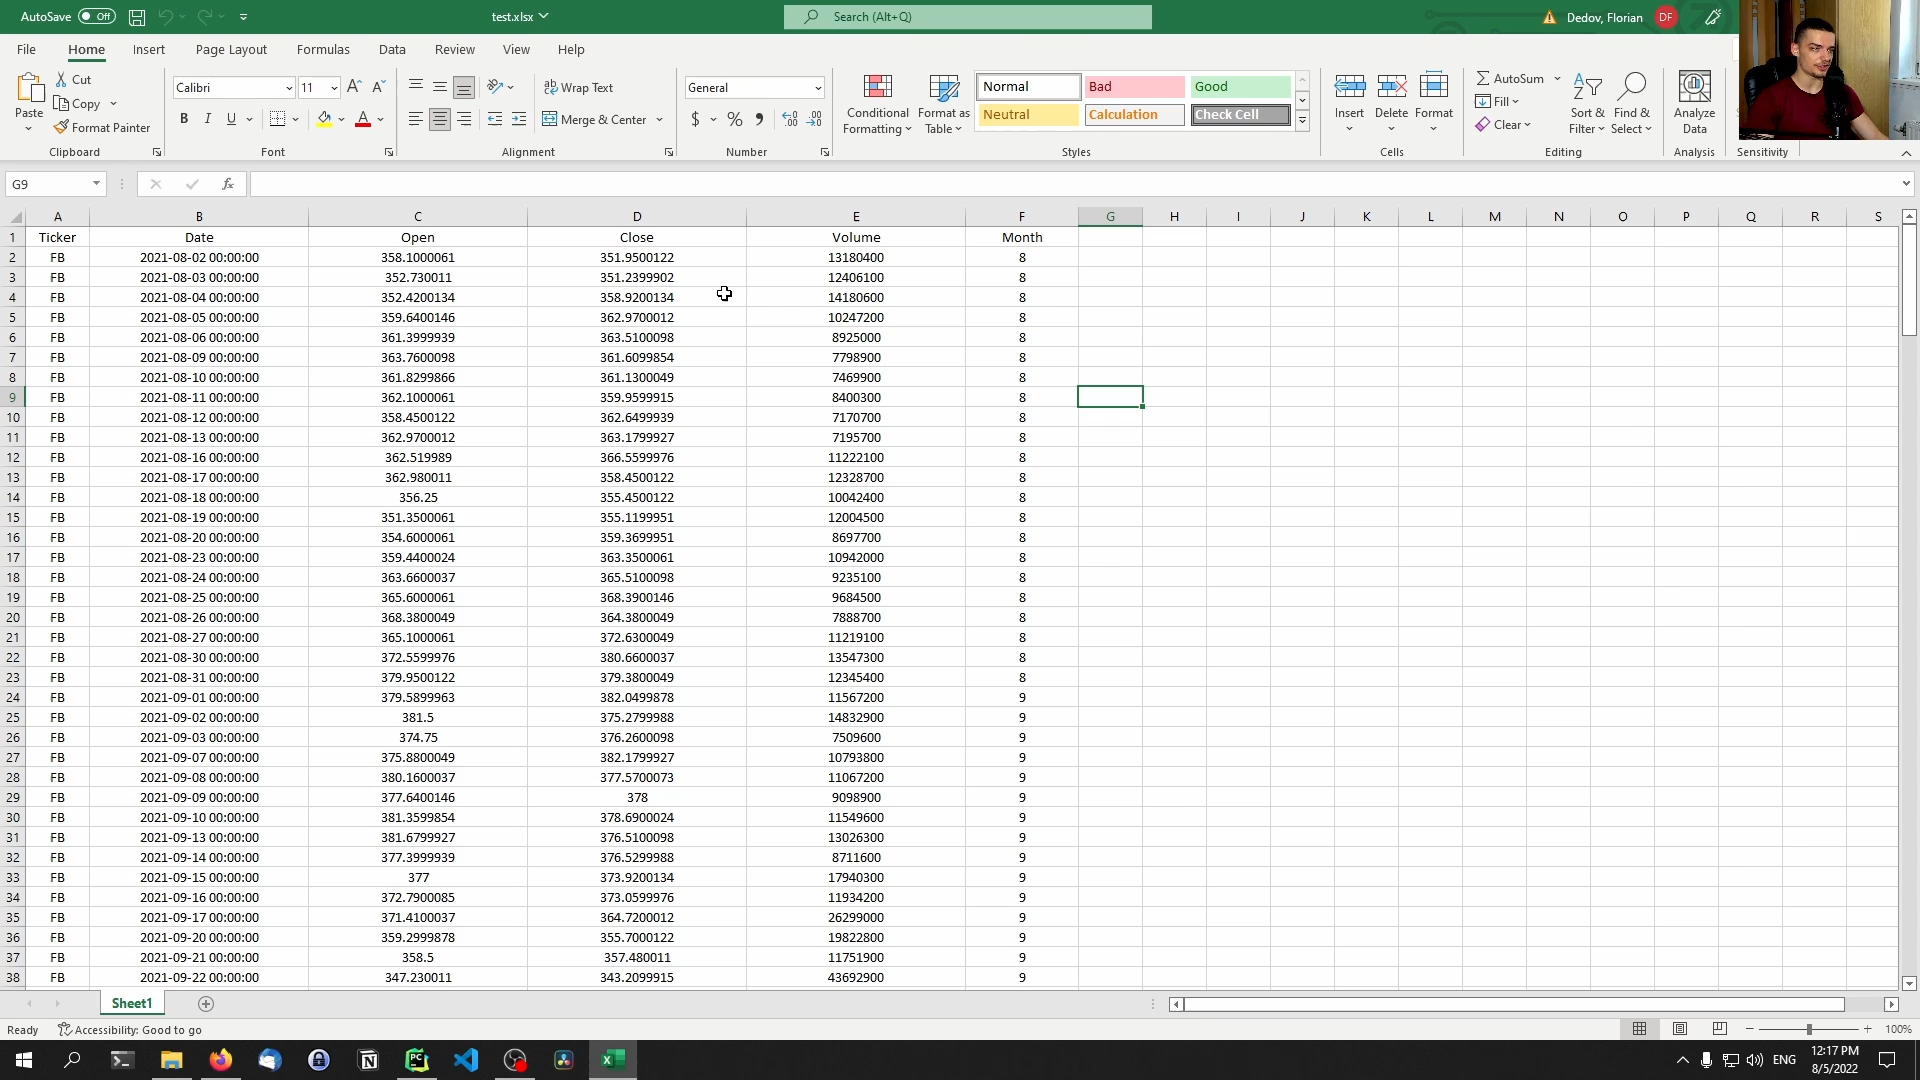 AutoSave Off test.xlsx Search (Alt+Q) Dedov, Florian DF
File Home Insert Page Layout Formulas Data Review View Help
Paste Cut Copy Format Painter Clipboard
Calibri 11 A A B I U A Font
ab Wrap Text Merge & Center Alignment
General $ % Number
Conditional Formatting Format as Table Normal Bad Good Neutral Calculation Check Cell Styles
Insert Delete Format Cells
AutoSum Fill Clear Sort & Filter Find & Select Editing
Analyze Data Analysis Sensitivity
G9 fx
A B C D E F G H I J K L M N O P Q R S
1 Ticker Date Open Close Volume Month
2 FB 2021-08-02 00:00:00 358.1000061 351.9500122 13180400 8
3 FB 2021-08-03 00:00:00 352.730011 351.2399902 12406100 8
4 FB 2021-08-04 00:00:00 352.4200134 358.9200134 14180600 8
5 FB 2021-08-05 00:00:00 359.6400146 362.9700012 10247200 8
6 FB 2021-08-06 00:00:00 361.3999939 363.5100098 8925000 8
7 FB 2021-08-09 00:00:00 363.7600098 361.6099854 7798900 8
8 FB 2021-08-10 00:00:00 361.8299866 361.1300049 7469900 8
9 FB 2021-08-11 00:00:00 362.1000061 359.9599915 8400300 8
10 FB 2021-08-12 00:00:00 358.4500122 362.6499939 7170700 8
11 FB 2021-08-13 00:00:00 362.9700012 363.1799927 7195700 8
12 FB 2021-08-16 00:00:00 362.519989 366.5599976 11222100 8
13 FB 2021-08-17 00:00:00 362.980011 358.4500122 12328700 8
14 FB 2021-08-18 00:00:00 356.25 355.4500122 10042400 8
15 FB 2021-08-19 00:00:00 351.3500061 355.1199951 12004500 8
16 FB 2021-08-20 00:00:00 354.6000061 359.3699951 8697700 8
17 FB 2021-08-23 00:00:00 359.4400024 363.3500061 10942000 8
18 FB 2021-08-24 00:00:00 363.6600037 365.5100098 9235100 8
19 FB 2021-08-25 00:00:00 365.6000061 368.3900146 9684500 8
20 FB 2021-08-26 00:00:00 368.3800049 364.3800049 7888700 8
21 FB 2021-08-27 00:00:00 365.1000061 372.6300049 11219100 8
22 FB 2021-08-30 00:00:00 372.5599976 380.6600037 13547300 8
23 FB 2021-08-31 00:00:00 379.9500122 379.3800049 12345400 8
24 FB 2021-09-01 00:00:00 379.5899963 382.0499878 11567200 9
25 FB 2021-09-02 00:00:00 381.5 375.2799988 14832900 9
26 FB 2021-09-03 00:00:00 374.75 376.2600098 7509600 9
27 FB 2021-09-07 00:00:00 375.8800049 382.1799927 10793800 9
28 FB 2021-09-08 00:00:00 380.1600037 377.5700073 11067200 9
29 FB 2021-09-09 00:00:00 377.6400146 378 9098900 9
30 FB 2021-09-10 00:00:00 381.3599854 378.6900024 11549600 9
31 FB 2021-09-13 00:00:00 381.6799927 376.5100098 13026300 9
32 FB 2021-09-14 00:00:00 377.3999939 376.5299988 8711600 9
33 FB 2021-09-15 00:00:00 377 373.9200134 17940300 9
34 FB 2021-09-16 00:00:00 372.7900085 373.0599976 11934200 9
35 FB 2021-09-17 00:00:00 371.4100037 364.7200012 26299000 9
36 FB 2021-09-20 00:00:00 359.2999878 355.7000122 19822800 9
37 FB 2021-09-21 00:00:00 358.5 357.480011 11751900 9
38 FB 2021-09-22 00:00:00 347.230011 343.2099915 43692900 9
Sheet1
Ready Accessibility: Good to go 100%
ENG 12:17 PM
8/5/2022